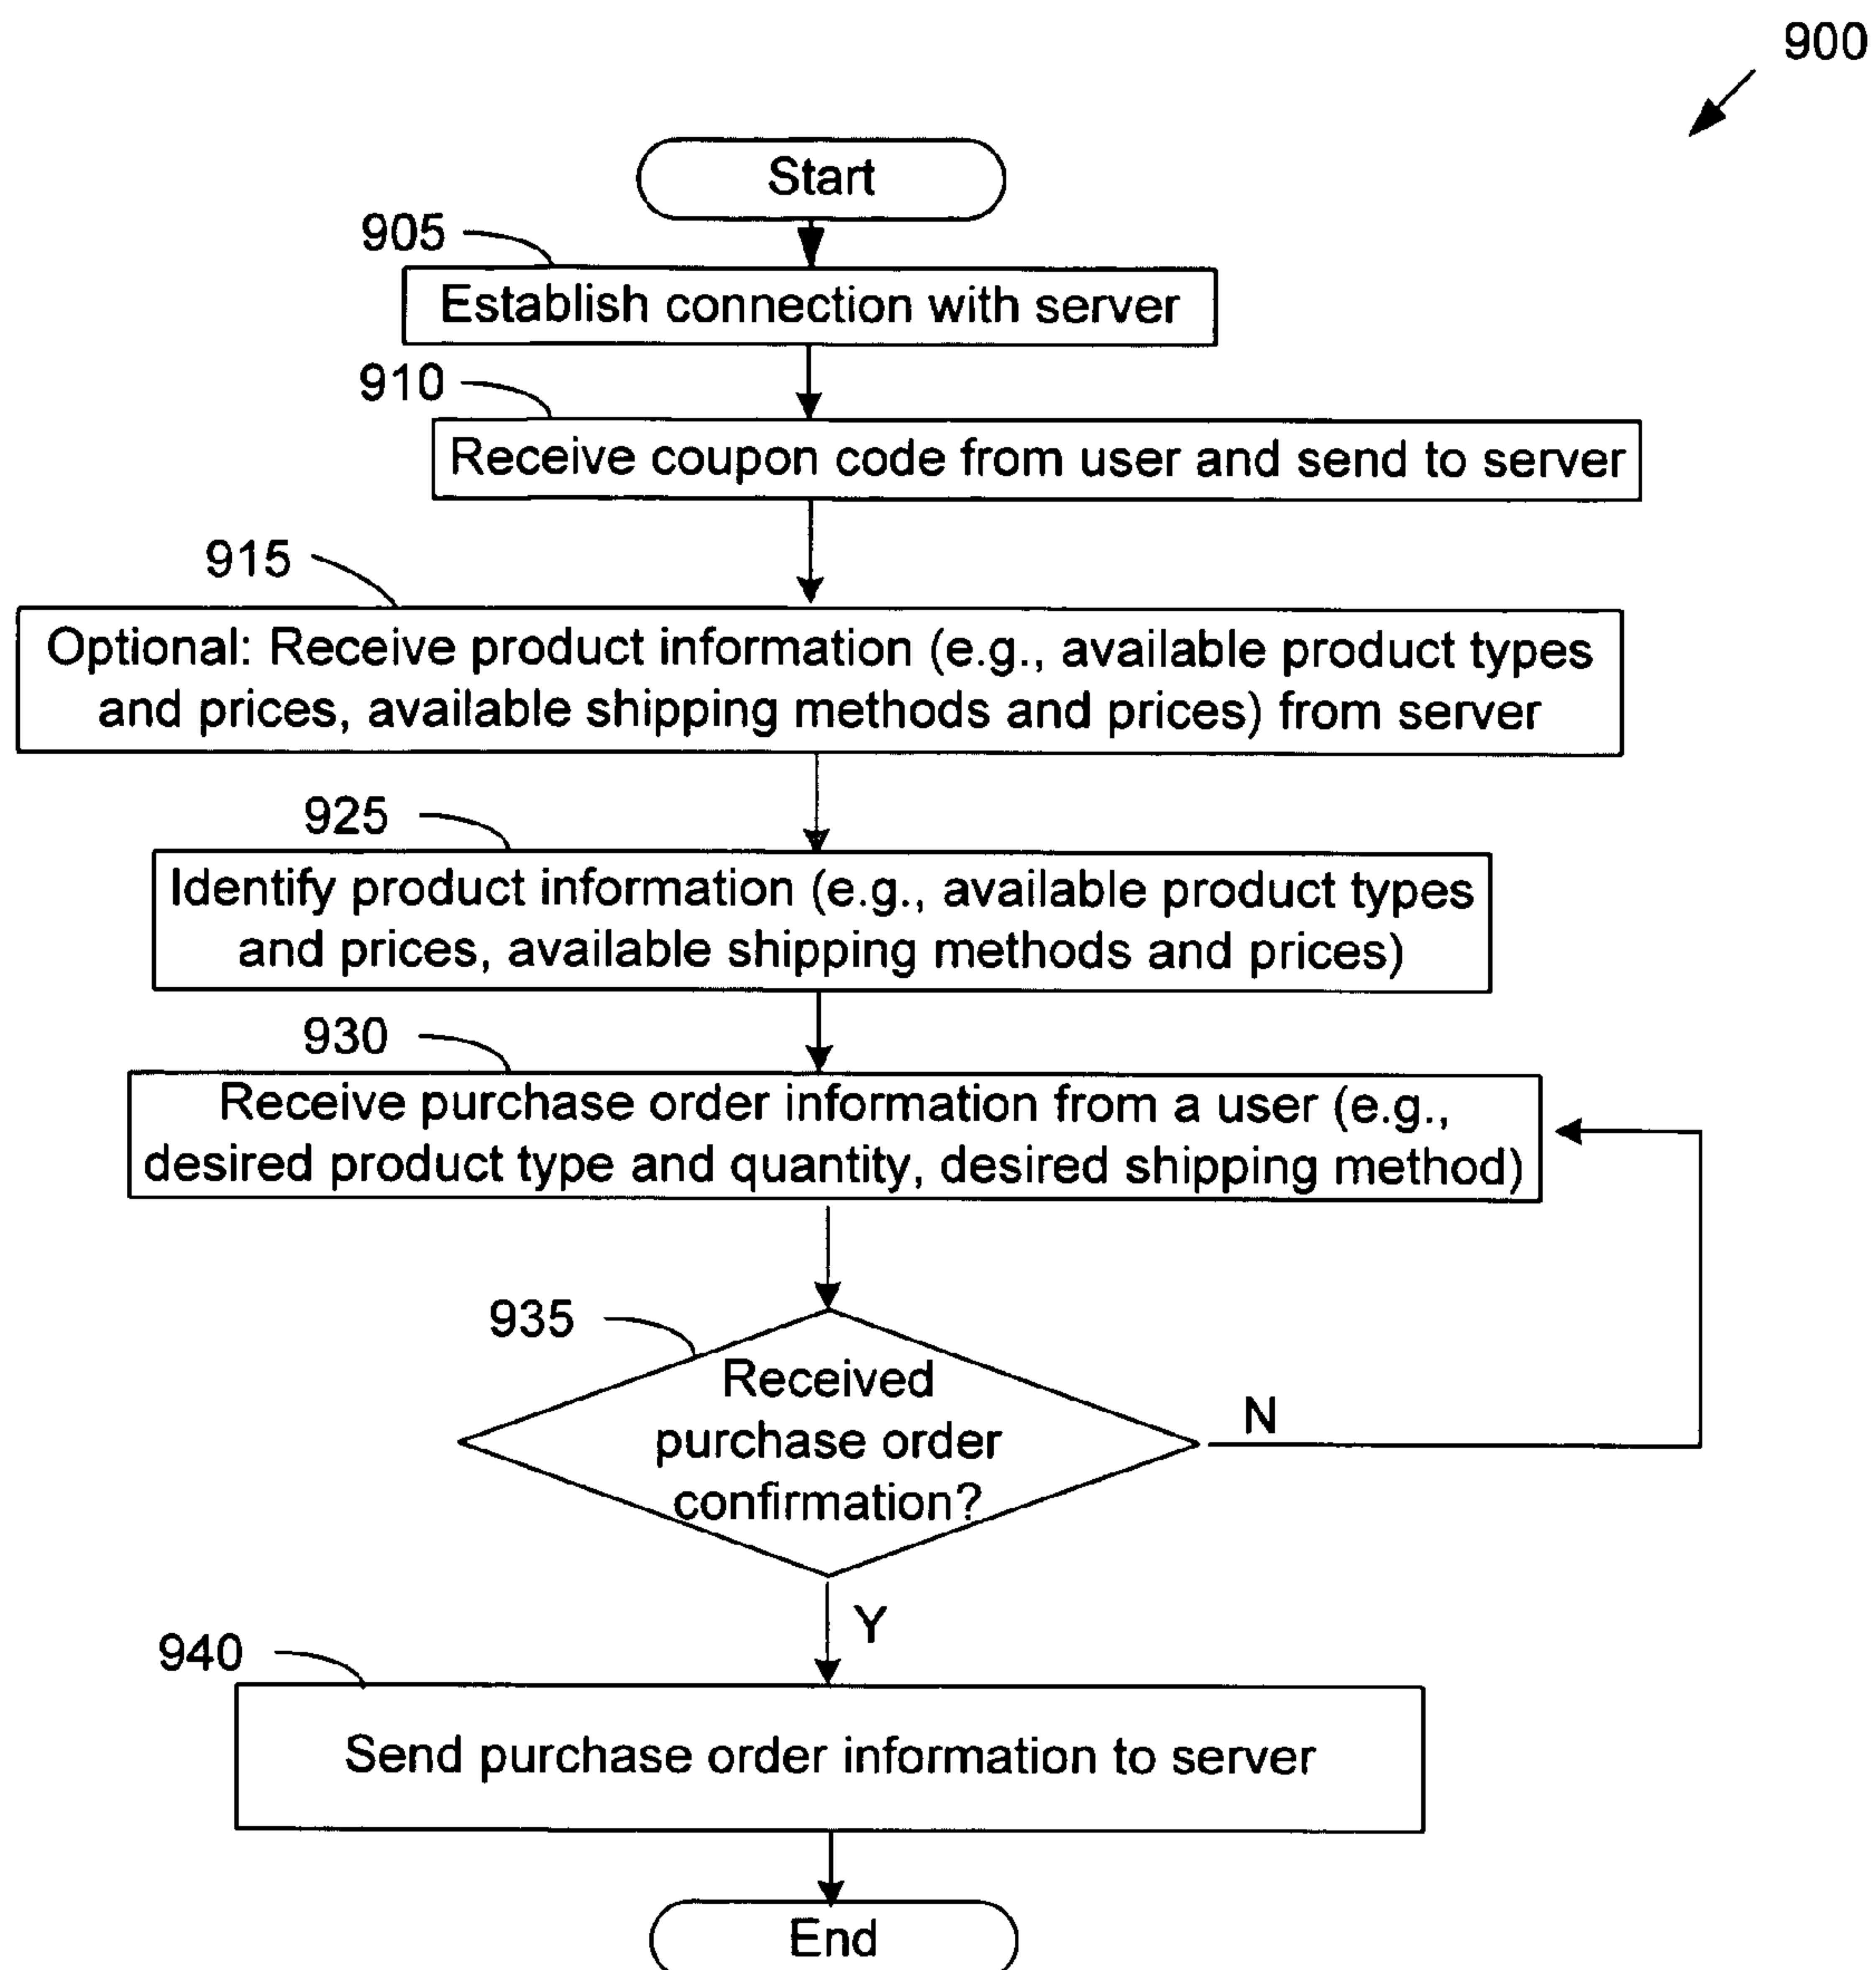 900
Start
905
Establish connection with server
910
Receive coupon code from user and send to server
915
Optional: Receive product information (e.g., available product types
and prices, available shipping methods and prices) from server
925
Identify product information (e.g., available product types
and prices, available shipping methods and prices)
930
Receive purchase order information from a user (e.g.,
desired product type and quantity, desired shipping method)
935
Received
purchase order
confirmation?
N
Y
940
Send purchase order information to server
End